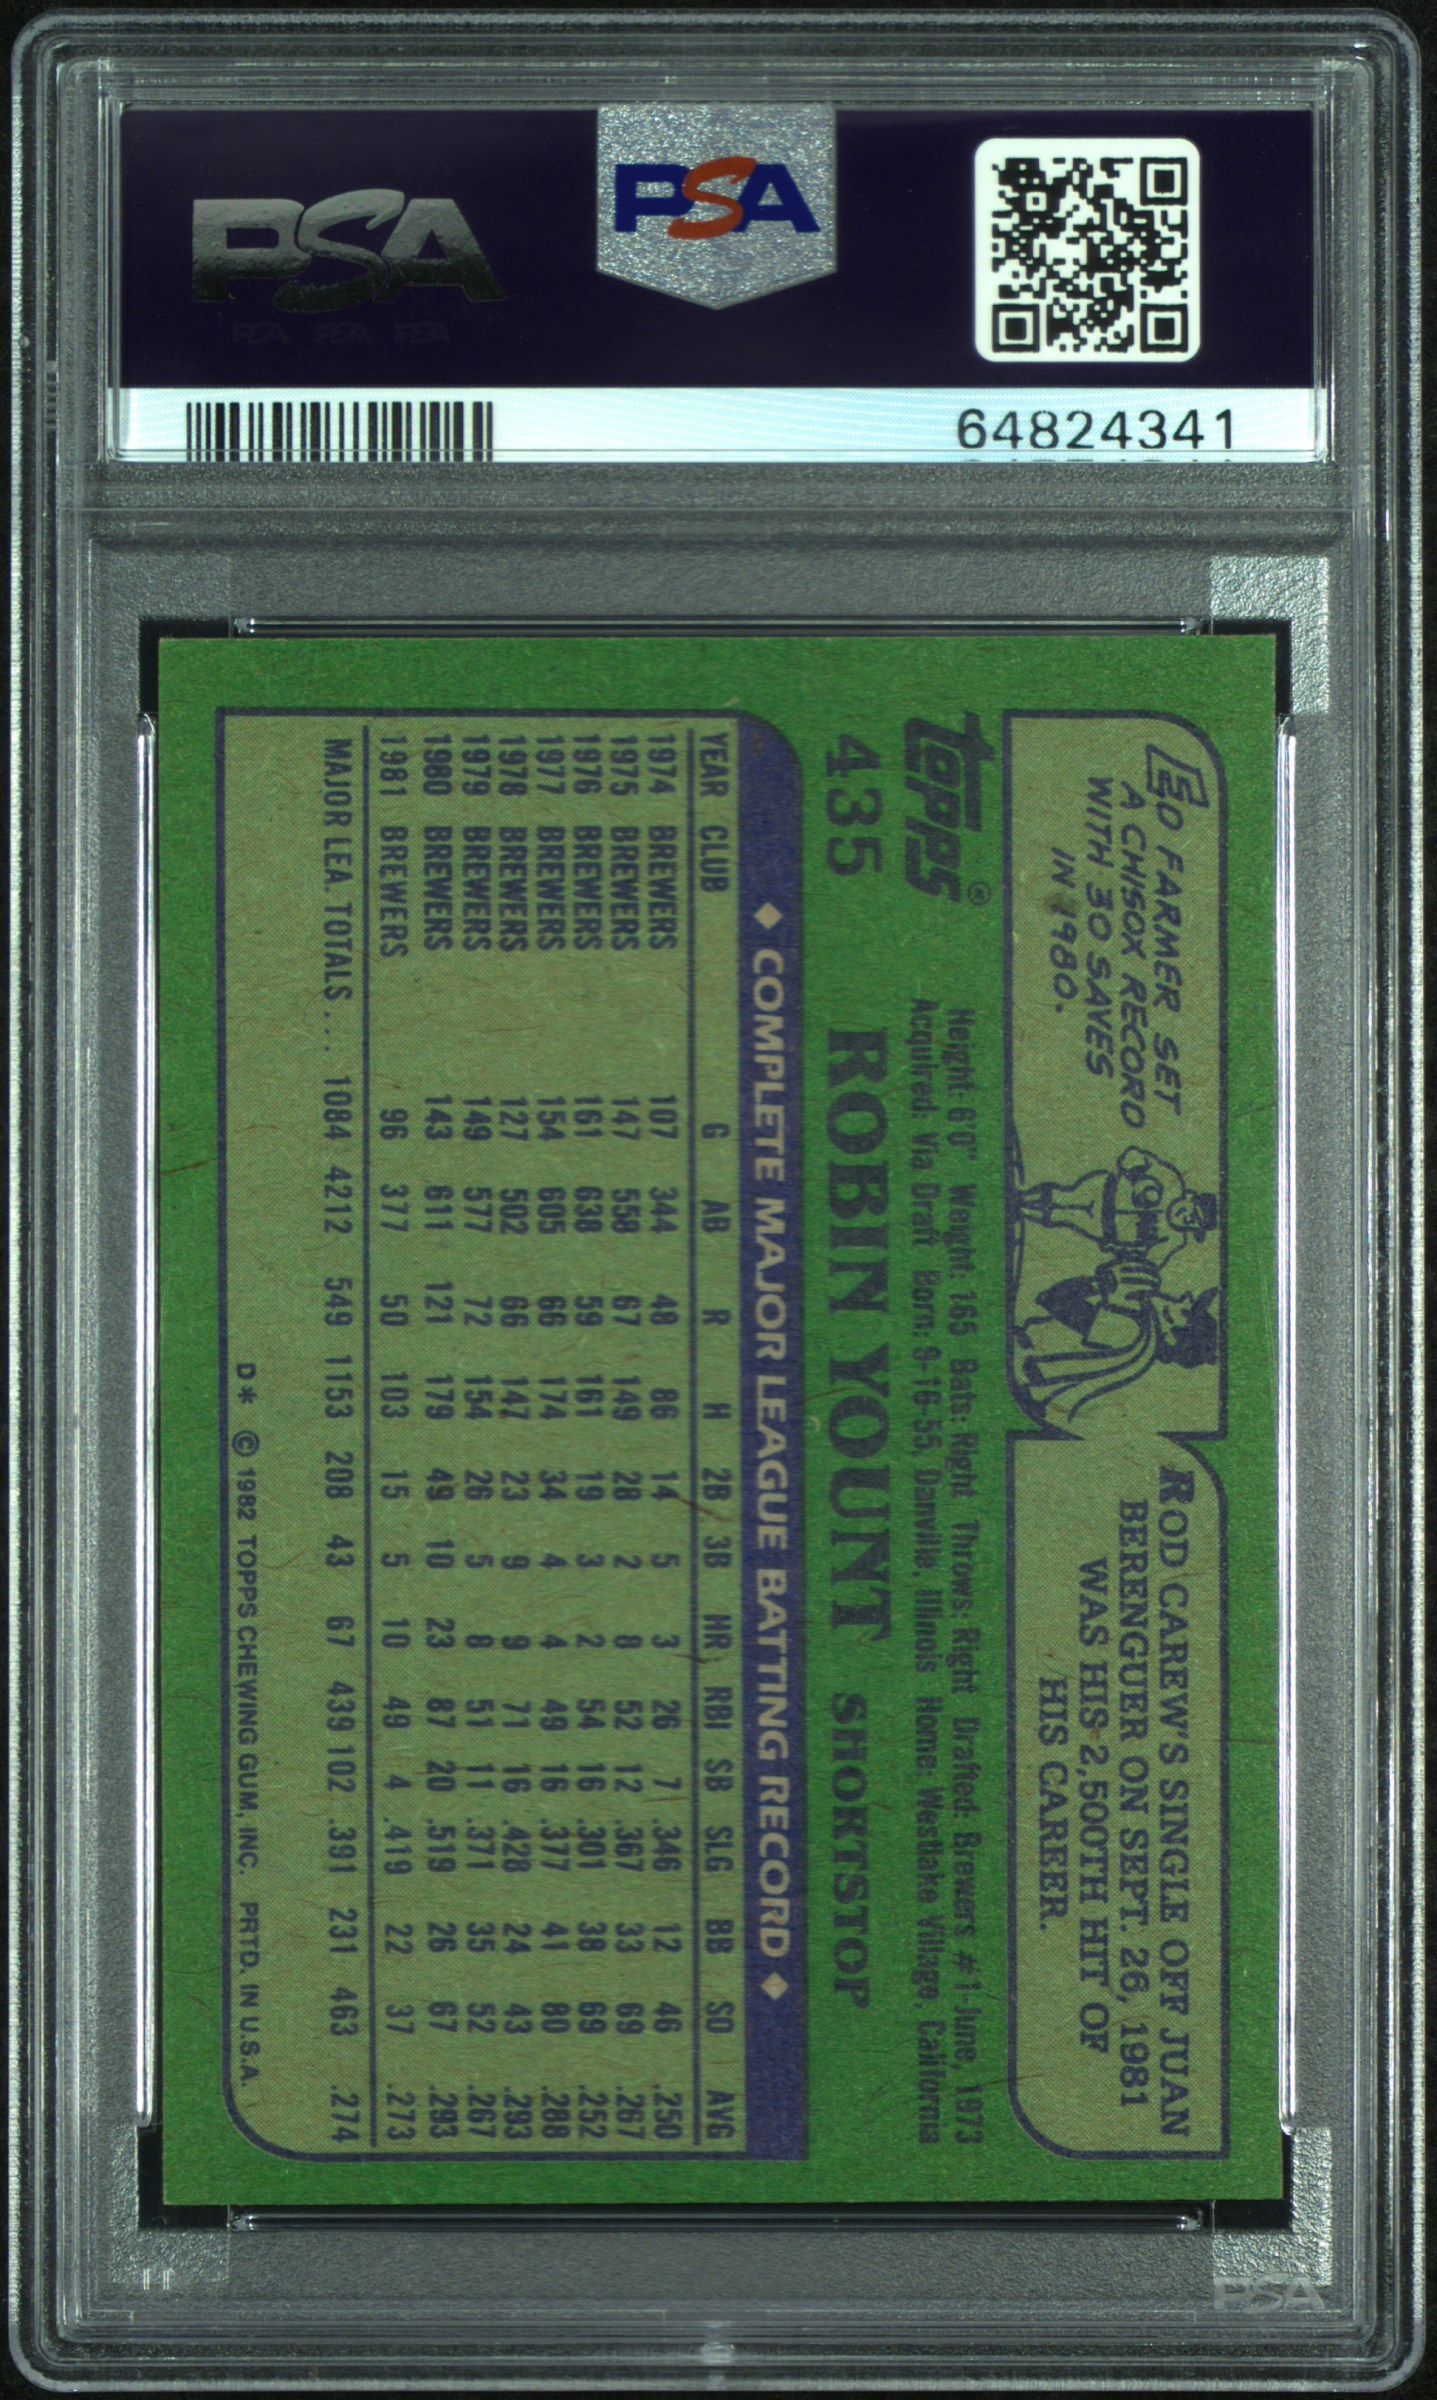 PSA
PSA
PSA PSA PSA
64824341
ED FARMER SET
A CHISOX RECORD
WITH 30 SAVES
IN 1980.
ROD CAREW'S SINGLE OFF JUAN
BERENGUER ON SEPT. 26, 1981
WAS HIS 2,500TH HIT OF
HIS CAREER.
topps®
435
Height: 6'0" Weight: 165 Bats: Right Throws: Right Drafted: Brewers #1-June, 1973
Acquired: Via Draft Born: 9-16-55, Danville, Illinois Home: Westlake Village, California
ROBIN YOUNT SHORTSTOP
◆ COMPLETE MAJOR LEAGUE BATTING RECORD ◆
YEAR CLUB G AB R H 2B 3B HR RBI SB SLG BB SO AVG
1974 BREWERS 107 344 48 86 14 5 3 26 7 .346 12 46 .250
1975 BREWERS 147 558 67 149 28 2 8 52 12 .367 33 69 .267
1976 BREWERS 161 638 59 161 19 3 2 54 16 .301 38 69 .252
1977 BREWERS 154 605 66 174 34 4 4 49 16 .377 41 80 .288
1978 BREWERS 127 502 66 147 23 9 9 71 16 .428 24 43 .293
1979 BREWERS 149 577 72 154 26 5 8 51 11 .371 35 52 .267
1980 BREWERS 143 611 121 179 49 10 23 87 20 .519 26 67 .293
1981 BREWERS 96 377 50 103 15 5 10 49 4 .419 22 37 .273
MAJOR LEA. TOTALS.... 1084 4212 549 1153 208 43 67 439 102 .391 231 463 .274
D* © 1982 TOPPS CHEWING GUM, INC. PRTD. IN U.S.A.
PSA